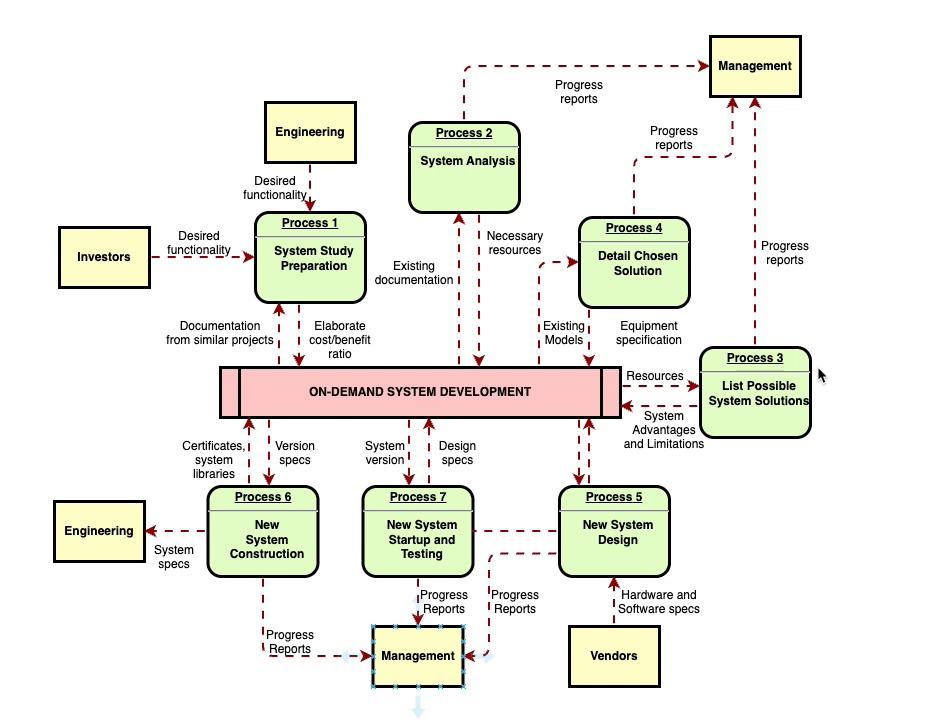 Management
Progress
reports
Engineering
Process 2
System Analysis
Progress
reports
Desired
functionality
Process 1
System Study
Preparation
Investors
Desired
functionality
Necessary
resources
Process 4
Detail Chosen
Solution
Progress
reports
Existing
documentation
Documentation
from similar projects
Elaborate
cost/benefit
ratio
Existing
Models
Equipment
specification
Process 3
List Possible
System Solutions
Resources
ON-DEMAND SYSTEM DEVELOPMENT
System
Advantages
and Limitations
Certificates,
system
libraries
Version
specs
System
version
Design
specs
Process 6
New
System
Construction
Process 7
New System
Startup and
Testing
Process 5
New System
Design
Engineering
System
specs
Progress
Reports
Progress
Reports
Hardware and
Software specs
Progress
Reports
Management
Vendors